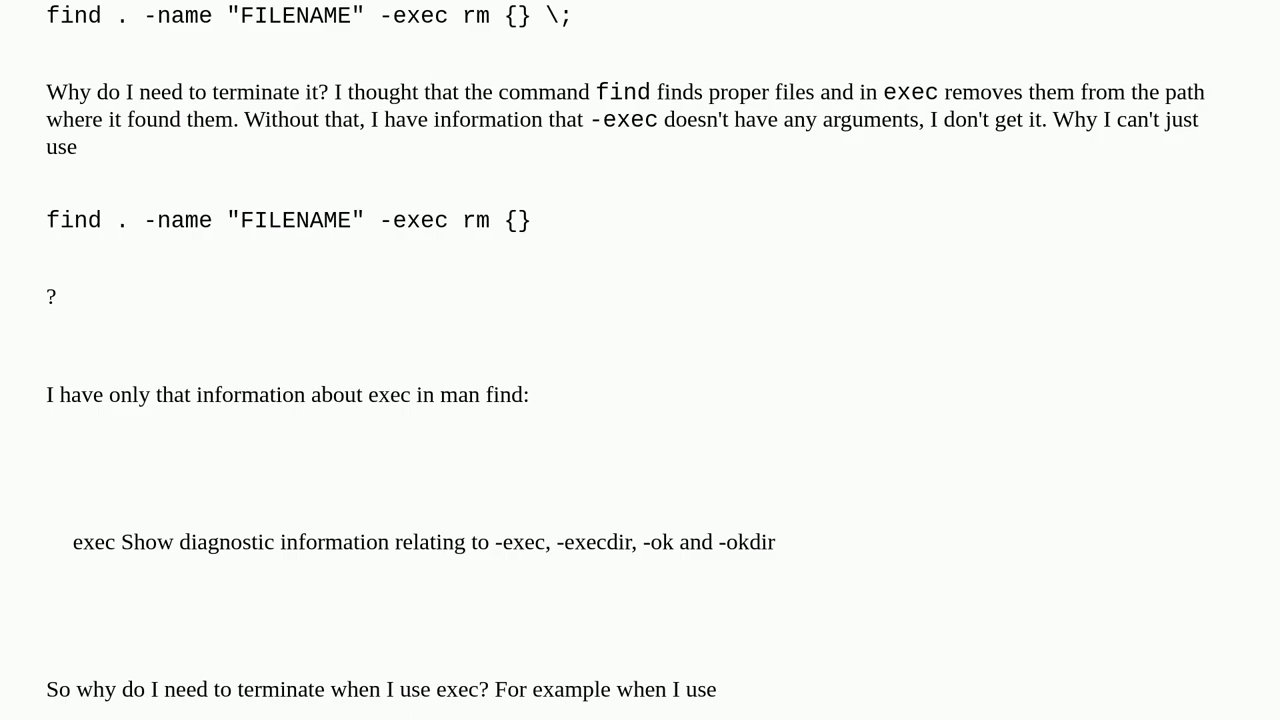 find . -name "FILENAME" -exec rm {} \;
Why do I need to terminate it? I thought that the command find finds proper files and in exec removes them from the path
where it found them. Without that, I have information that -exec doesn't have any arguments, I don't get it. Why I can't just
use
find . -name "FILENAME" -exec rm {}
?
I have only that information about exec in man find:
exec Show diagnostic information relating to -exec, -execdir, -ok and -okdir
So why do I need to terminate when I use exec? For example when I use